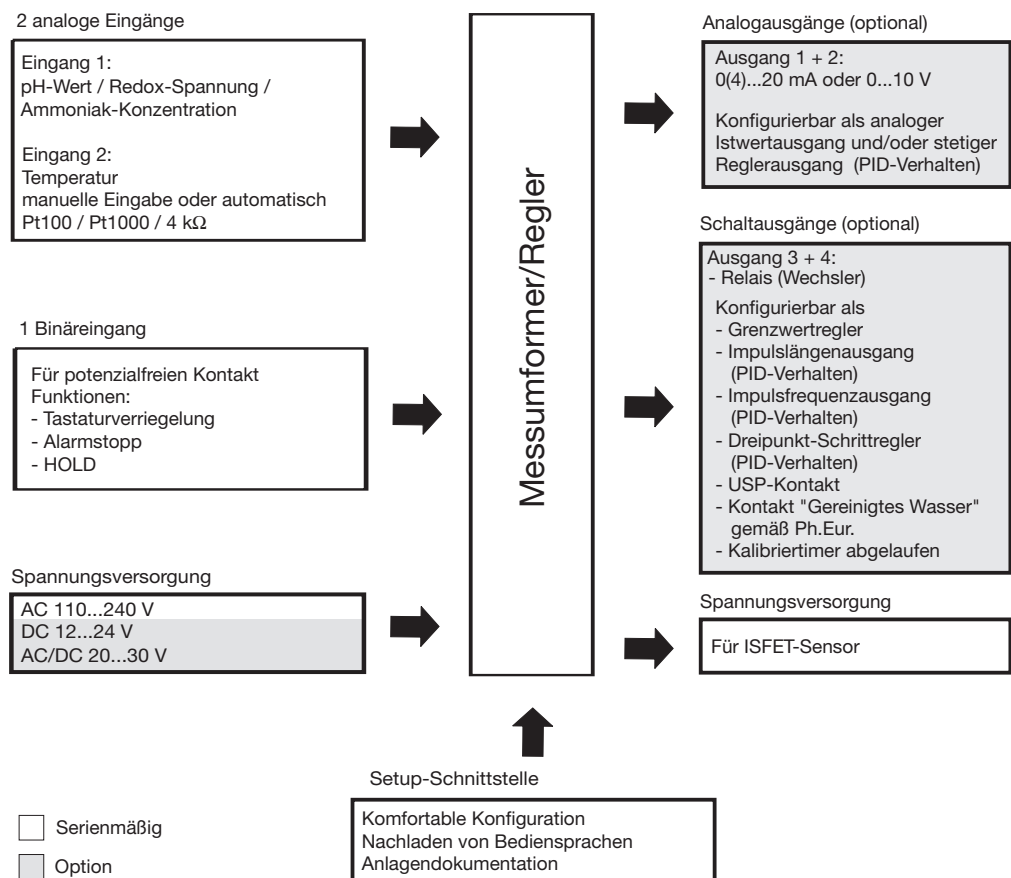 2 analoge Eingänge
Eingang 1:
pH-Wert / Redox-Spannung /
Ammoniak-Konzentration
Eingang 2:
Temperatur
manuelle Eingabe oder automatisch
Pt100 / Pt1000 / 4 kΩ
1 Binäreingang
Für potenzialfreien Kontakt
Funktionen:
- Tastaturverriegelung
- Alarmstopp
- HOLD
Spannungsversorgung
AC 110...240 V
DC 12...24 V
AC/DC 20...30 V
Messumformer/Regler
Analogausgänge (optional)
Ausgang 1 + 2:
0(4)...20 mA oder 0...10 V
Konfigurierbar als analoger
Istwertausgang und/oder stetiger
Reglerausgang (PID-Verhalten)
Schaltausgänge (optional)
Ausgang 3 + 4:
- Relais (Wechsler)
Konfigurierbar als
- Grenzwertregler
- Impulslängenausgang
(PID-Verhalten)
- Impulsfrequenzausgang
(PID-Verhalten)
- Dreipunkt-Schrittregler
(PID-Verhalten)
- USP-Kontakt
- Kontakt "Gereinigtes Wasser"
gemäß Ph.Eur.
- Kalibriertimer abgelaufen
Spannungsversorgung
Für ISFET-Sensor
Setup-Schnittstelle
Komfortable Konfiguration
Nachladen von Bediensprachen
Anlagendokumentation
Serienmäßig
Option